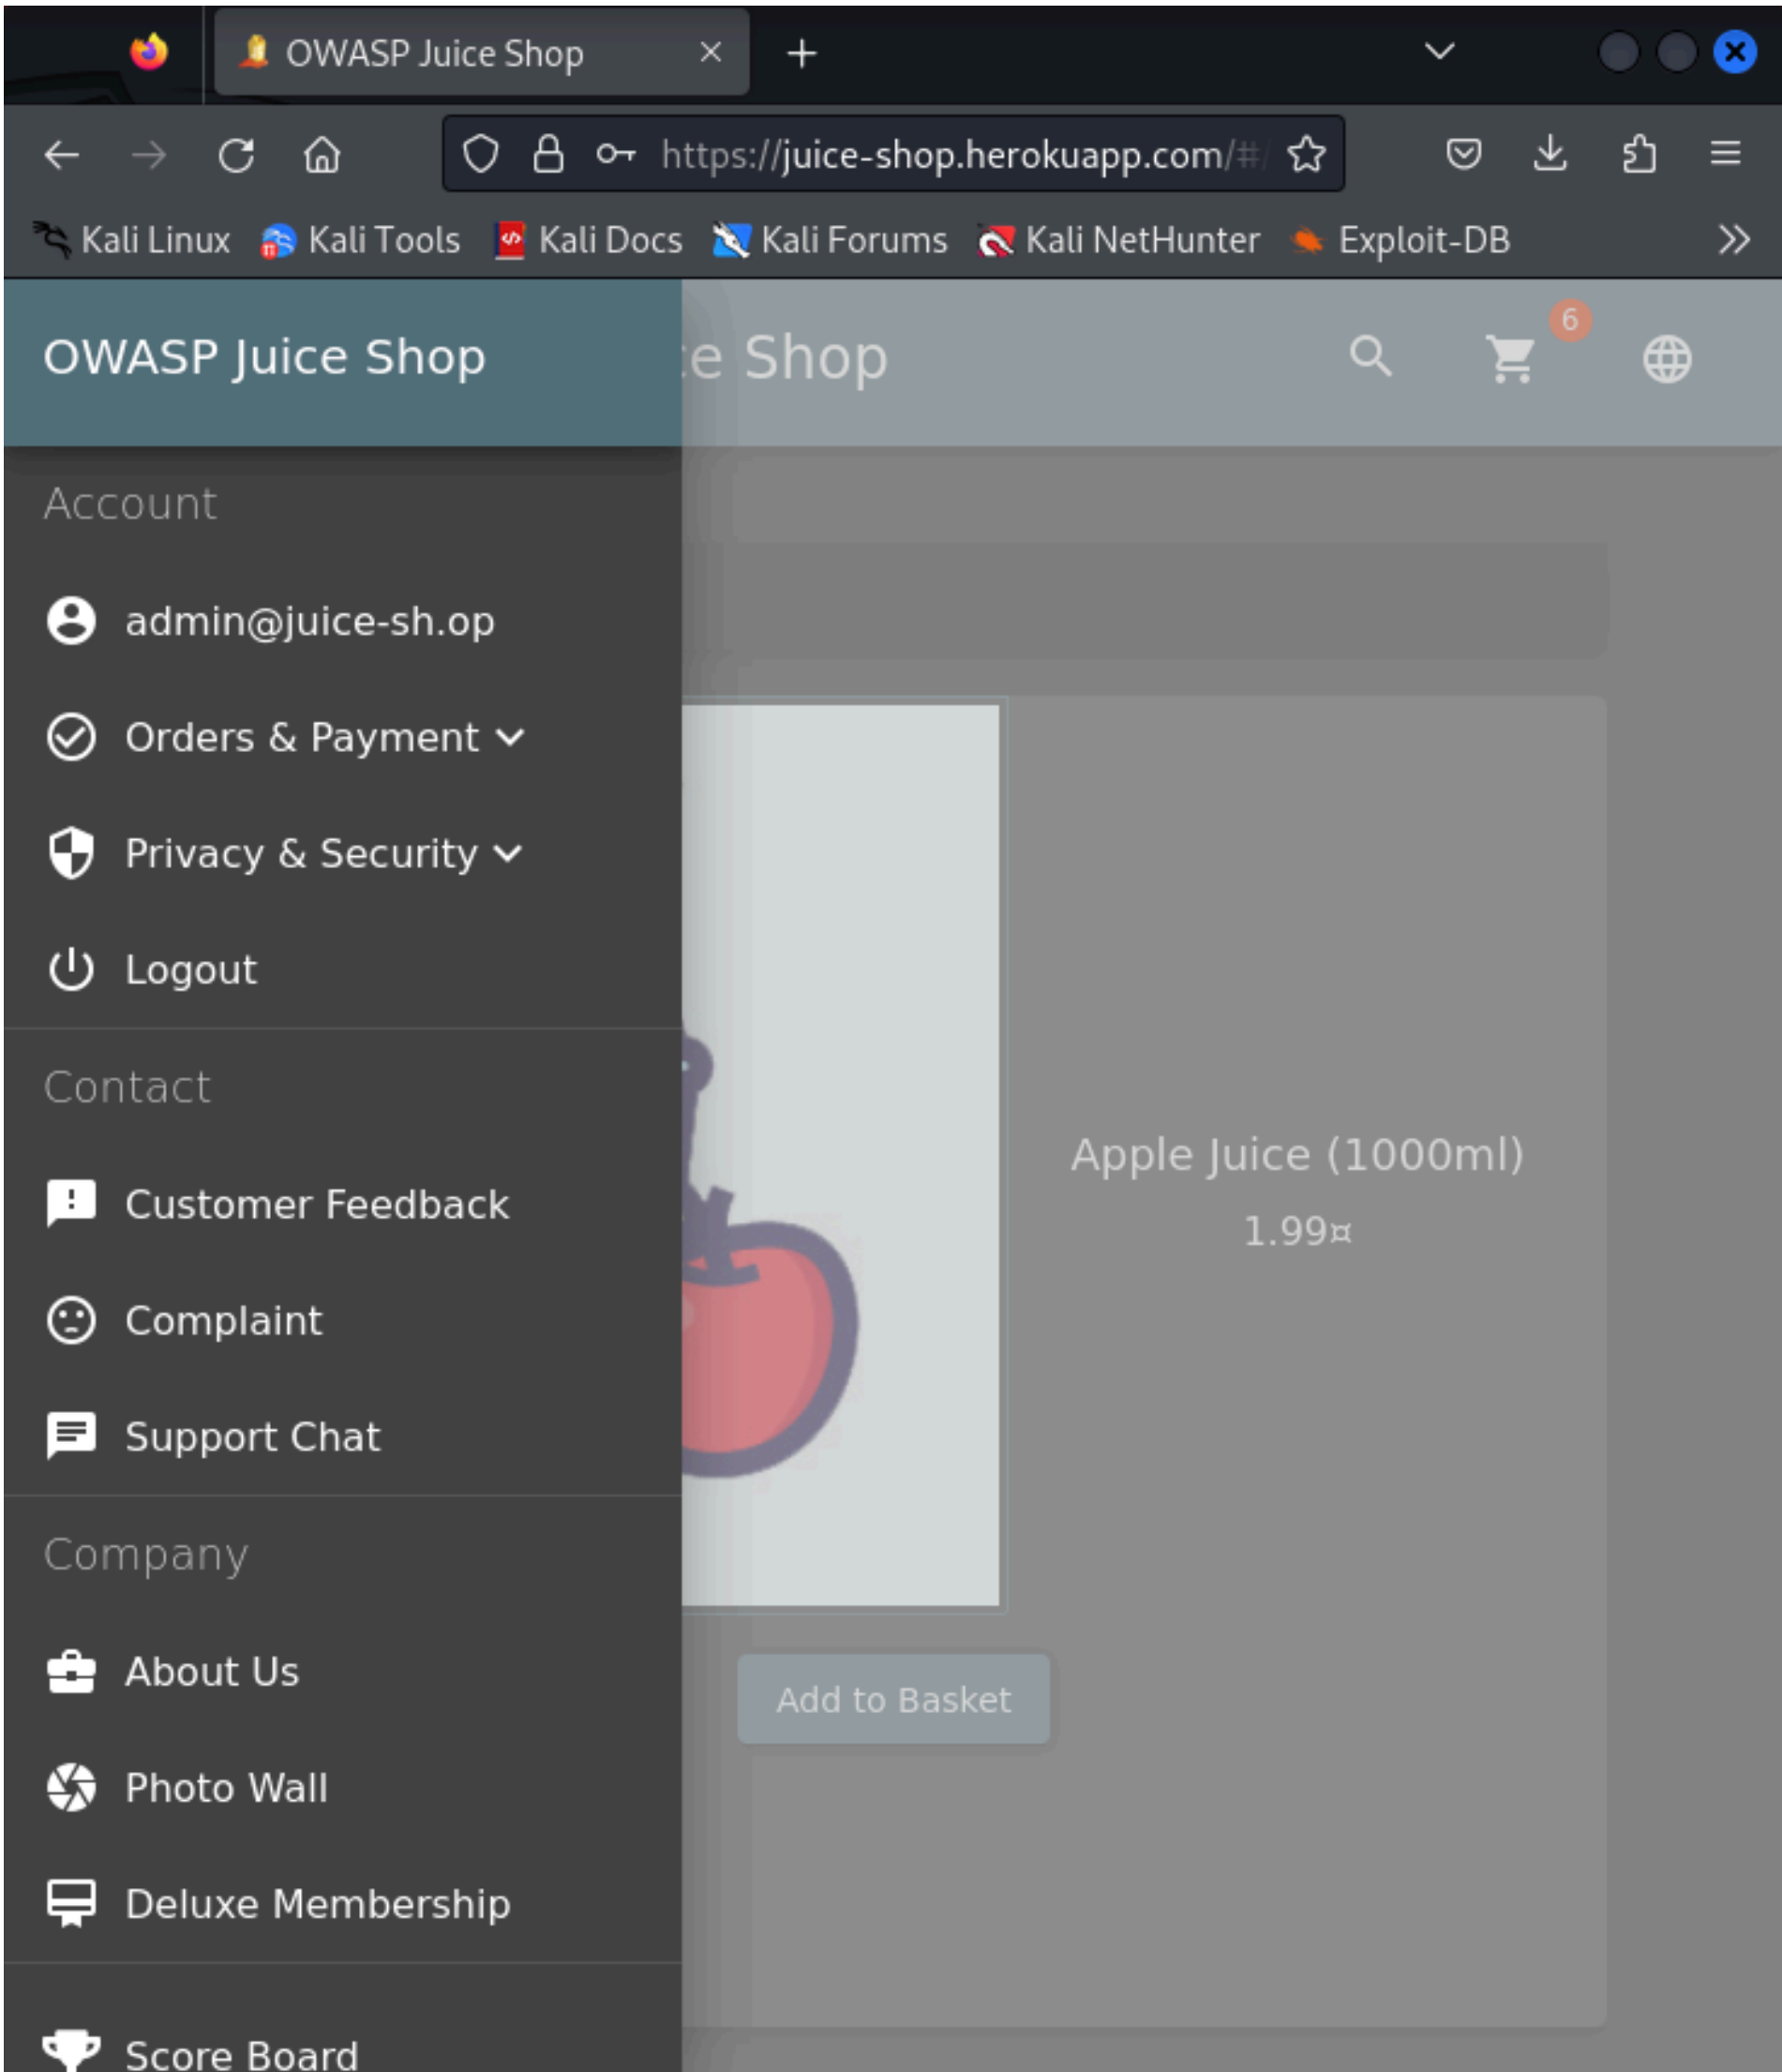 OWASP Juice Shop
https://juice-shop.herokuapp.com/#/
Kali Linux Kali Tools Kali Docs Kali Forums Kali NetHunter Exploit-DB
OWASP Juice Shop
ce Shop
6
Account
admin@juice-sh.op
Orders & Payment
Privacy & Security
Logout
Contact
Customer Feedback
Complaint
Support Chat
Company
About Us
Photo Wall
Deluxe Membership
Score Board
Apple Juice (1000ml)
1.99¤
Add to Basket